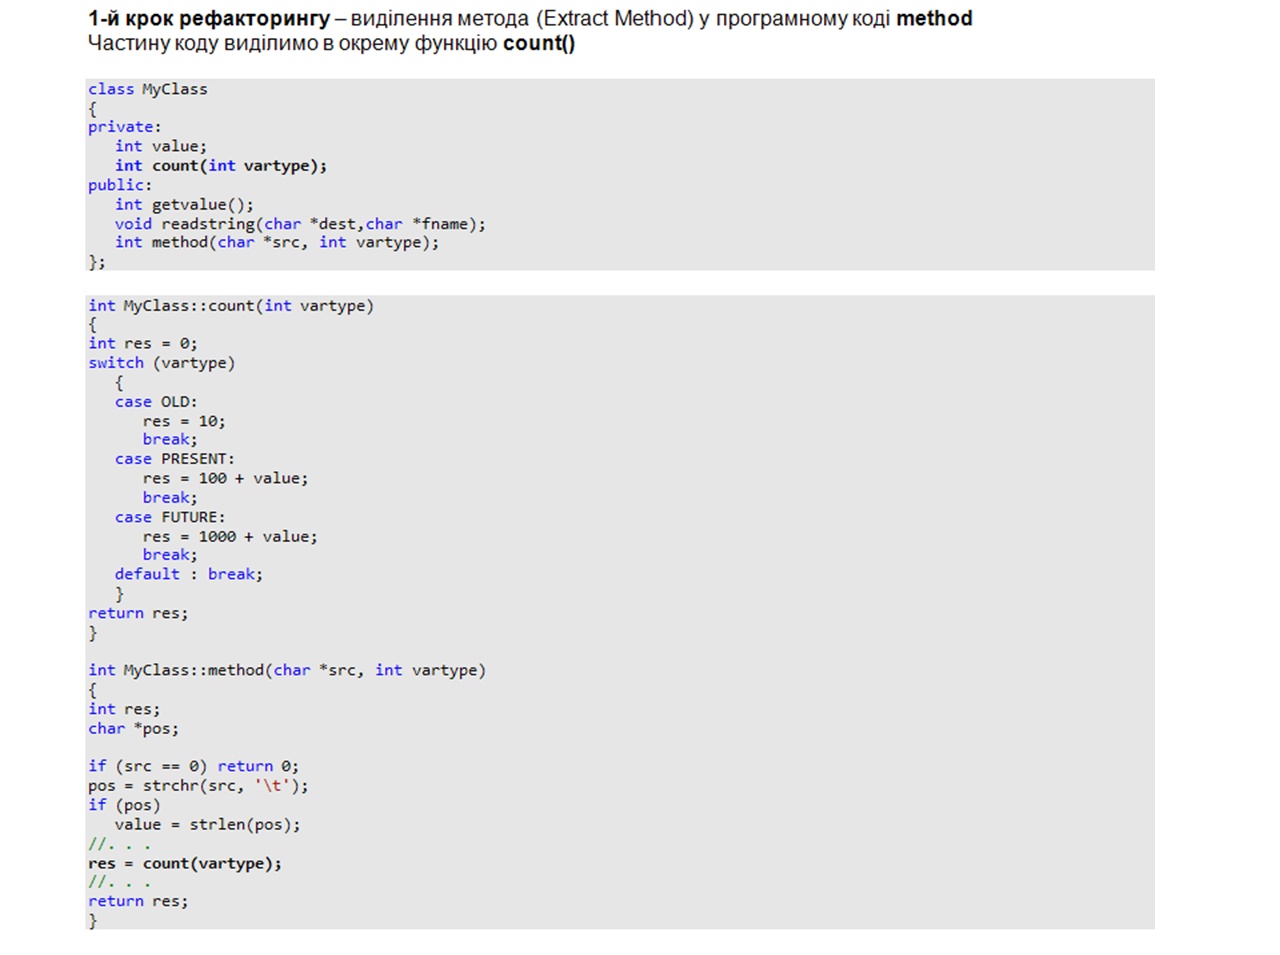 1-й крок рефакторингу – виділення метода (Extract Method) у програмному коді method
Частину коду виділимо в окрему функцію count()
class MyClass
{
private:
   int value;
   int count(int vartype);
public:
   int getvalue();
   void readstring(char *dest,char *fname);
   int method(char *src, int vartype);
};
int MyClass::count(int vartype)
{
int res = 0;
switch (vartype)
   {
   case OLD:
      res = 10;
      break;
   case PRESENT:
      res = 100 + value;
      break;
   case FUTURE:
      res = 1000 + value;
      break;
   default : break;
   }
return res;
}
int MyClass::method(char *src, int vartype)
{
int res;
char *pos;
if (src == 0) return 0;
pos = strchr(src, '\t');
if (pos)
   value = strlen(pos);
//. . .
res = count(vartype);
//. . .
return res;
}